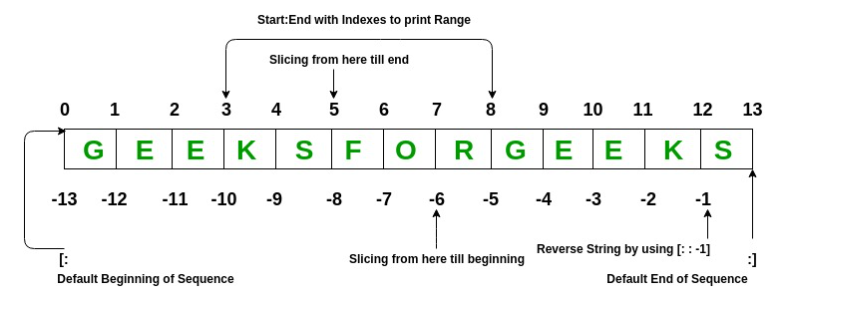 Start:End with Indexes to print Range
Slicing from here till end
0 1 2 3 4 5 6 7 8 9 10 11 12 13
G E E K S F O R G E E K S
-13 -12 -11 -10 -9 -8 -7 -6 -5 -4 -3 -2 -1
Reverse String by using [: : -1]
[: Slicing from here till beginning :]
Default Beginning of Sequence Default End of Sequence